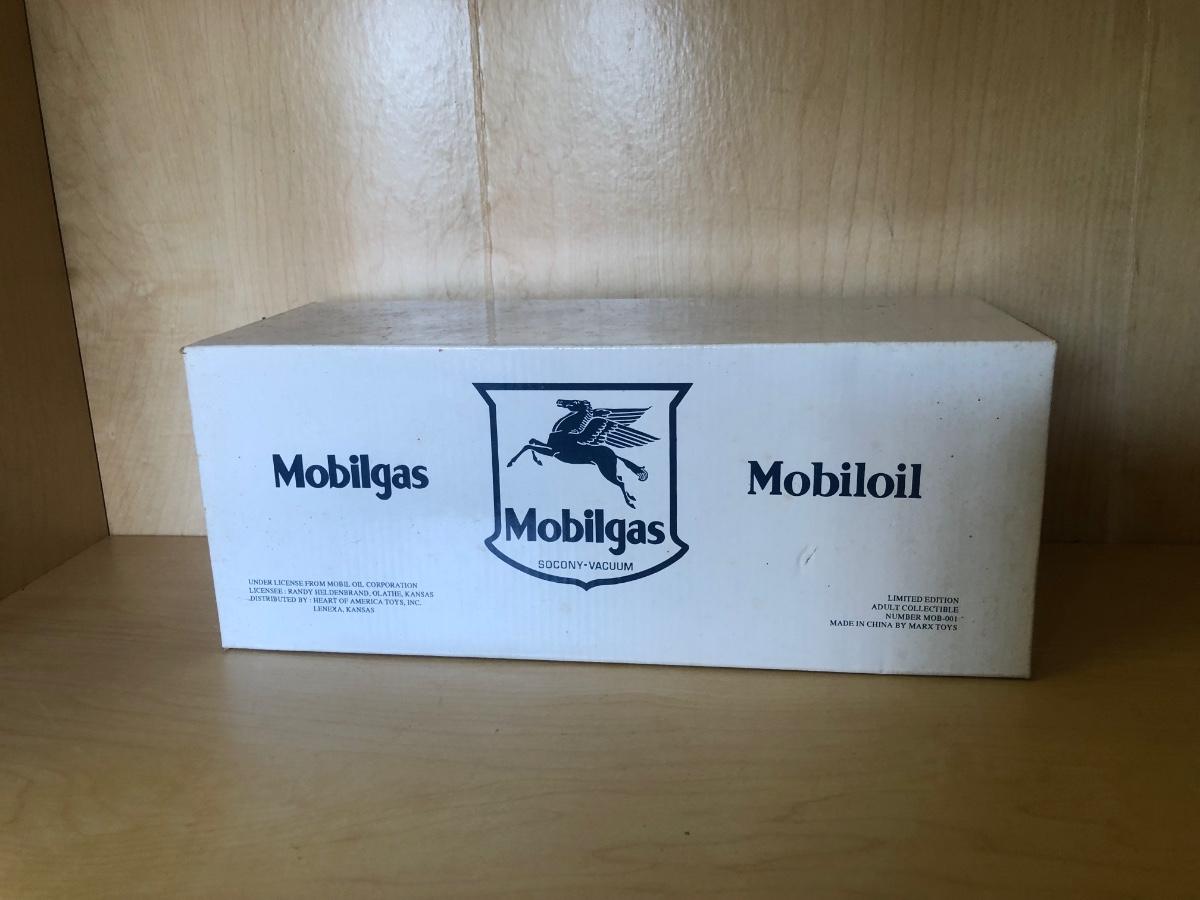 Mobilgas
Mobilgas
SOCONY-VACUUM
Mobiloil
UNDER LICENSE FROM MOBIL OIL CORPORATION
LICENSEE : RANDY HELDENBRAND, OLATHE, KANSAS
DISTRIBUTED BY : HEART OF AMERICA TOYS, INC.
LENEXA, KANSAS
LIMITED EDITION
ADULT COLLECTIBLE
NUMBER MOB-001
MADE IN CHINA BY MARX TOYS